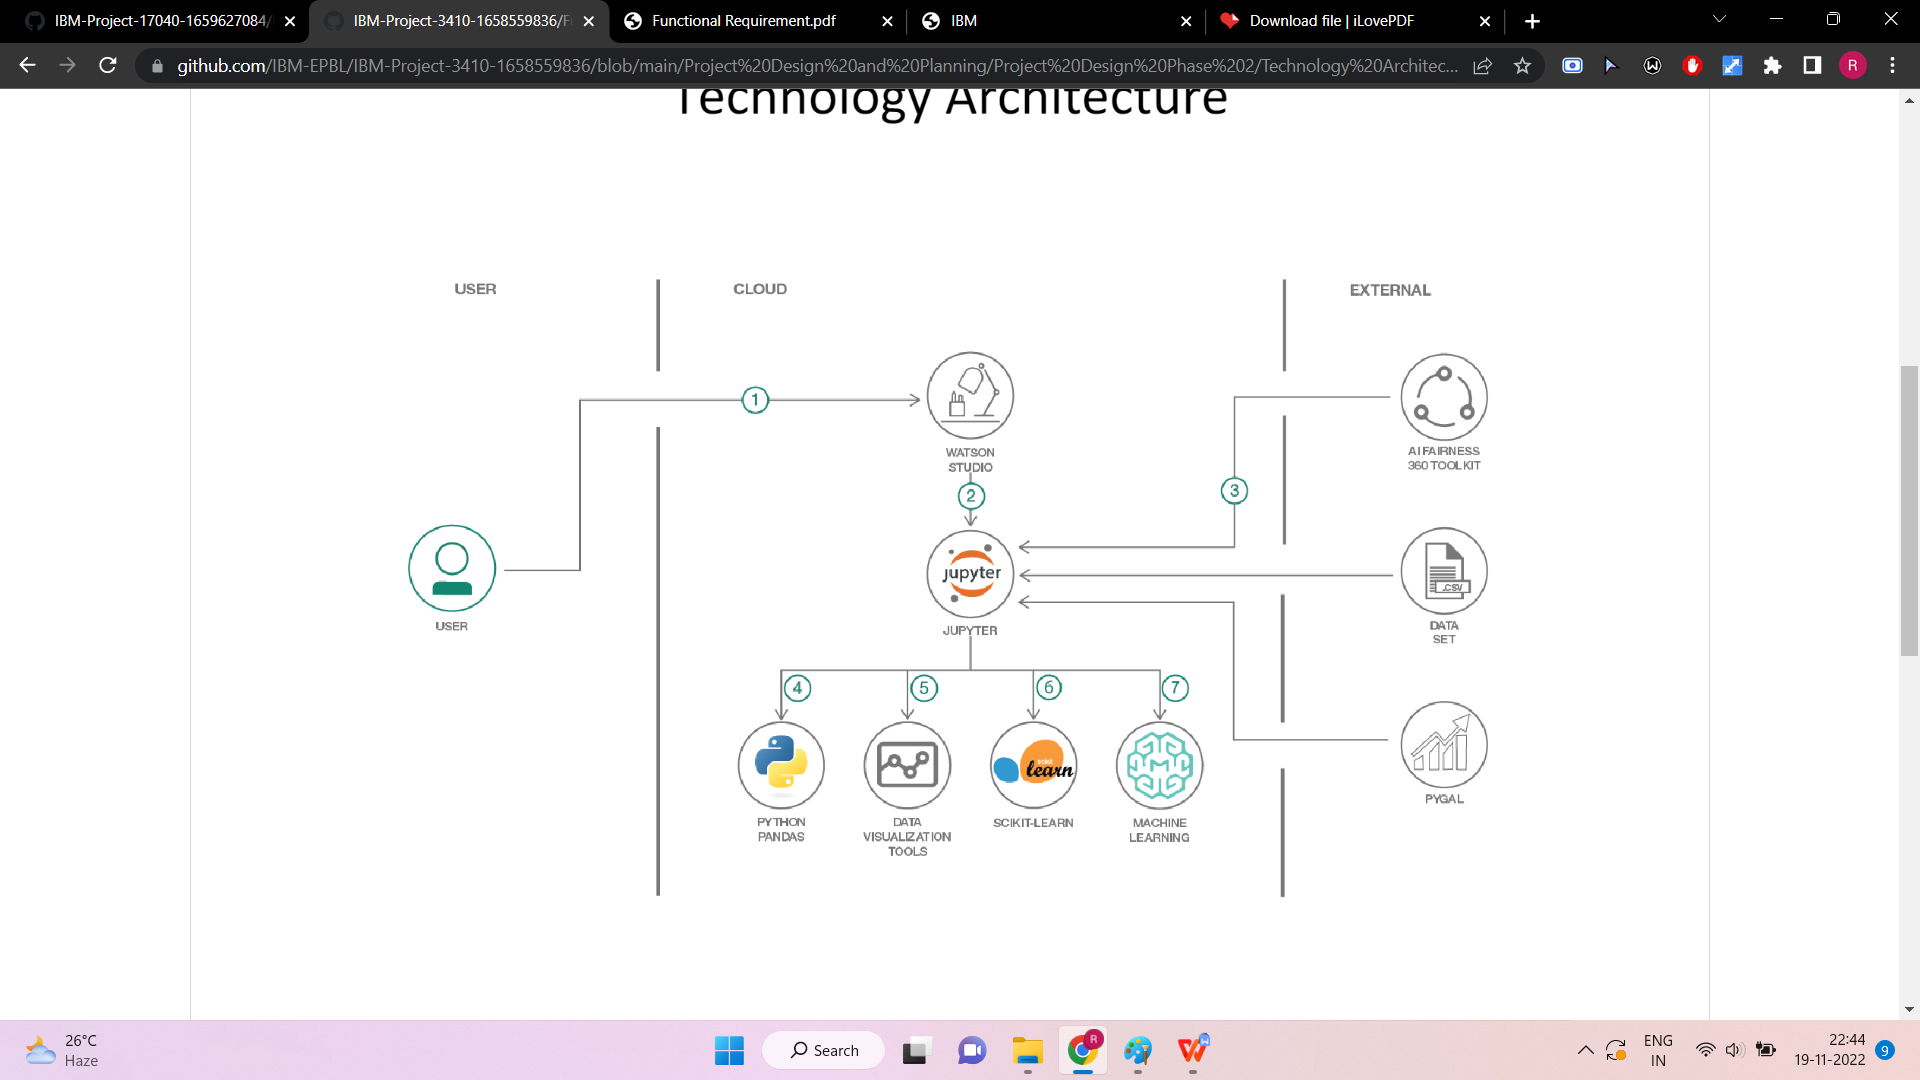 IBM-Project-17040-1659627084/
IBM-Project-3410-1658559836/F
Functional Requirement.pdf
IBM
Download file | iLovePDF
github.com/IBM-EPBL/IBM-Project-3410-1658559836/blob/main/Project%20Design%20and%20Planning/Project%20Design%20Phase%202/Technology%20Architec...
R
Technology Architecture
USER
CLOUD
EXTERNAL
1
WATSON
STUDIO
AI FAIRNESS
360 TOOLKIT
2
3
jupyter
JUPYTER
.CSV
DATA
SET
USER
4
5
6
7
scikit
learn
PYTHON
PANDAS
DATA
VISUALIZATION
TOOLS
SCIKIT-LEARN
MACHINE
LEARNING
PYGAL
26°C
Haze
Search
R
ENG
IN
22:44
19-11-2022
9